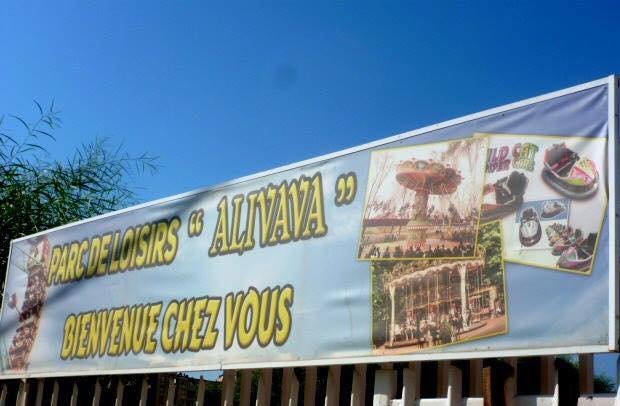 PARC DE LOISIRS " ALIVAVA "
BIENVENUE CHEZ VOUS